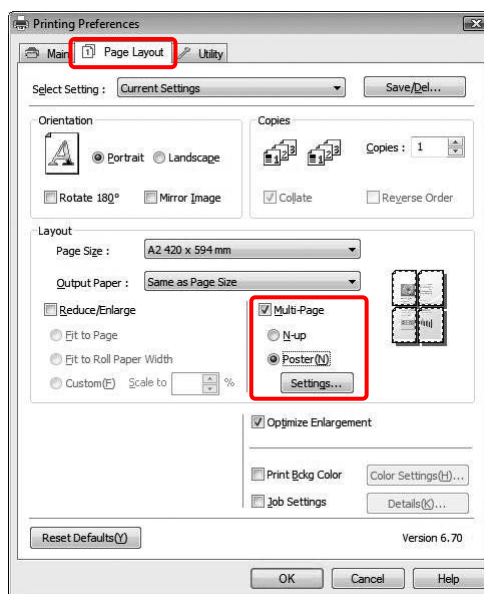 Printing Preferences
Main Page Layout Utility
Select Setting : Current Settings Save/Del...
Orientation Copies
Portrait Landscape Copies : 1
Rotate 180° Mirror Image Collate Reverse Order
Layout
Page Size : A2 420 x 594 mm
Output Paper : Same as Page Size
Reduce/Enlarge Multi-Page
Fit to Page N-up
Fit to Roll Paper Width Poster(N)
Custom(F) Scale to % Settings...
Optimize Enlargement
Print Bckg Color Color Settings(H)...
Job Settings Details(K)...
Reset Defaults(Y) Version 6.70
OK Cancel Help